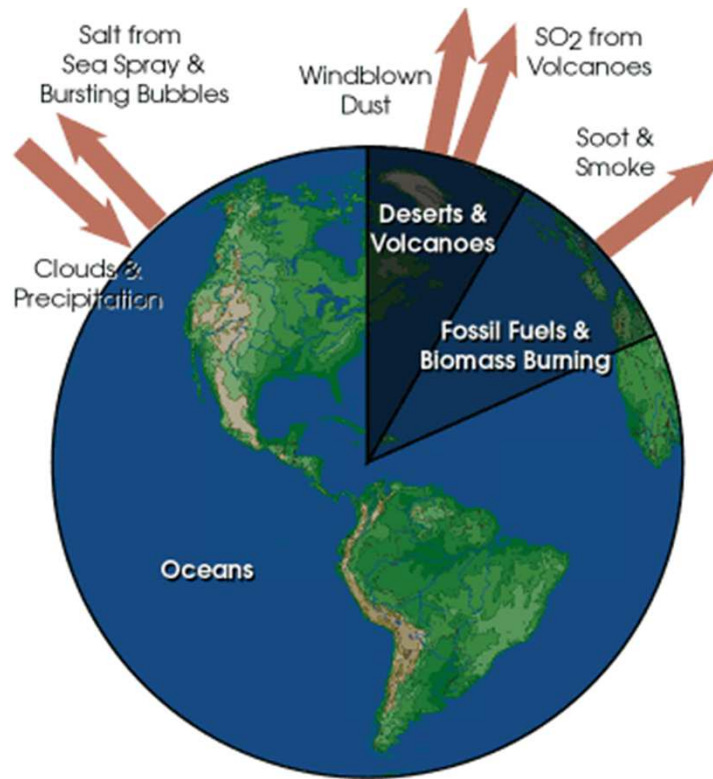 Salt from
Sea Spray &
Bursting Bubbles
Windblown
Dust
SO2 from
Volcanoes
Soot &
Smoke
Clouds &
Precipitation
Deserts &
Volcanoes
Fossil Fuels &
Biomass Burning
Oceans